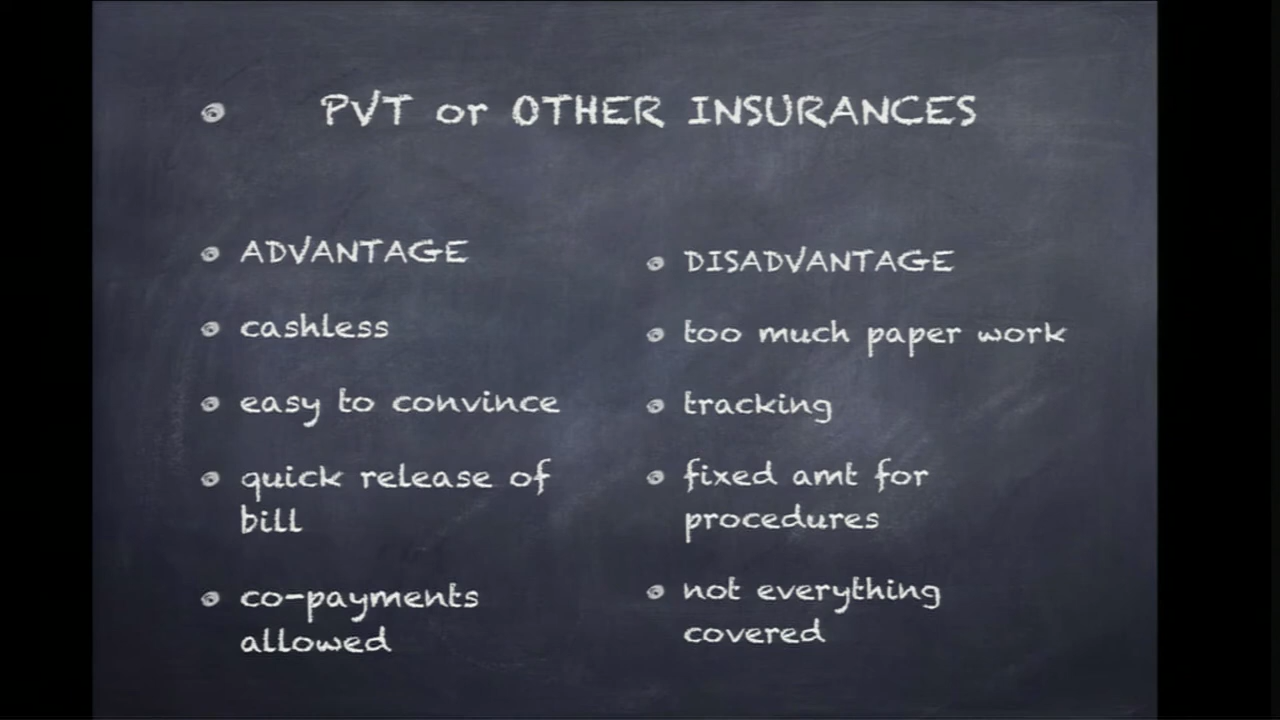 PVT or OTHER INSURANCES
ADVANTAGE
cashless
easy to convince
quick release of
bill
co-payments
allowed
DISADVANTAGE
too much paper work
tracking
fixed amt for
procedures
not everything
covered